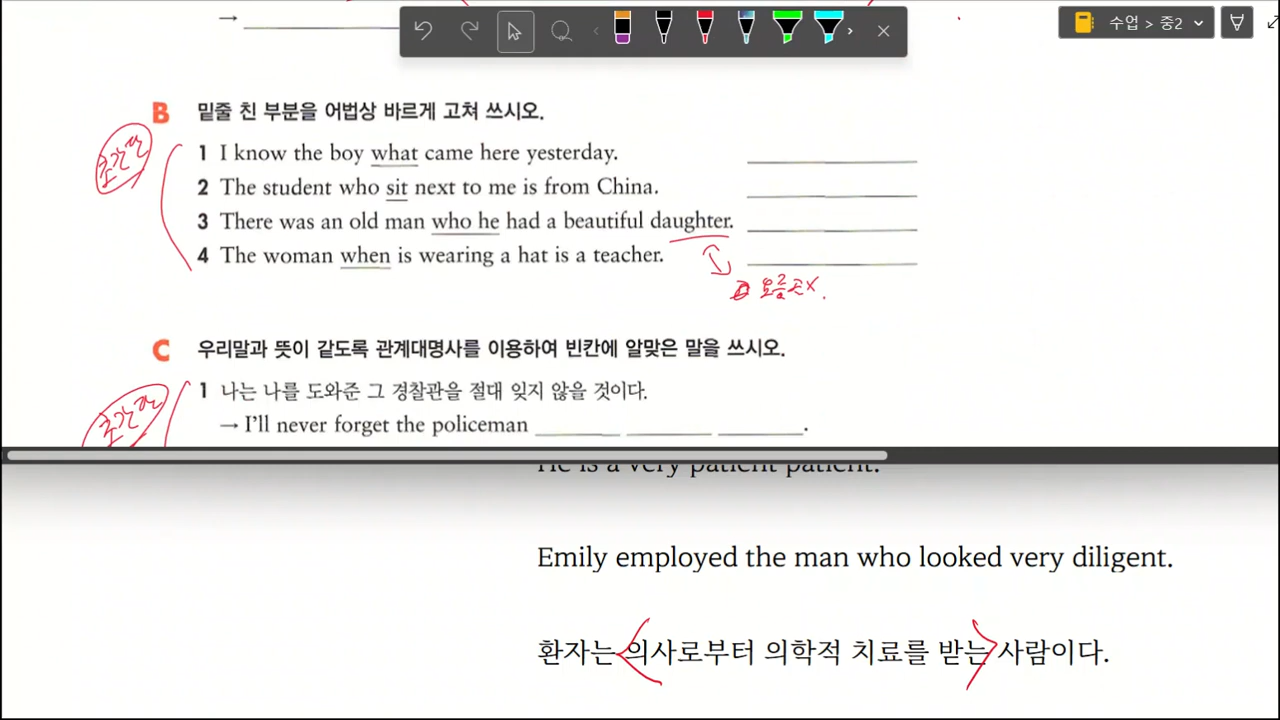 →
수업 > 중2
B 밑줄 친 부분을 어법상 바르게 고쳐 쓰시오.
1 I know the boy what came here yesterday.
2 The student who sit next to me is from China.
3 There was an old man who he had a beautiful daughter.
4 The woman when is wearing a hat is a teacher.
C 우리말과 뜻이 같도록 관계대명사를 이용하여 빈칸에 알맞은 말을 쓰시오.
1 나는 나를 도와준 그 경찰관을 절대 잊지 않을 것이다.
→ I'll never forget the policeman
He is a very patient patient.
Emily employed the man who looked very diligent.
환자는 의사로부터 의학적 치료를 받는 사람이다.